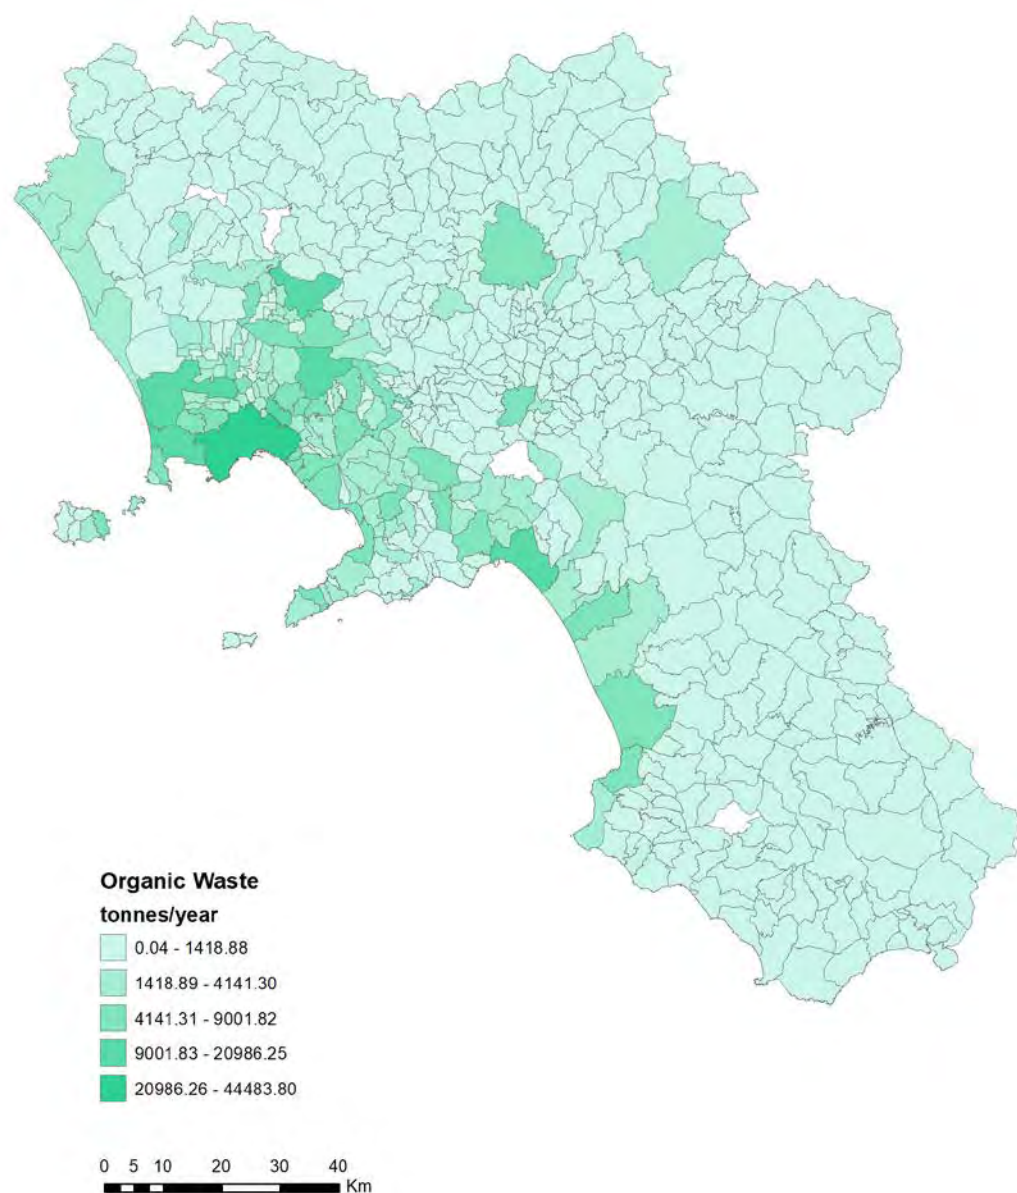 Organic Waste
tonnes/year
0.04 - 1418.88
1418.89 - 4141.30
4141.31 - 9001.82
9001.83 - 20986.25
20986.26 - 44483.80
0 5 10 20 30 40
Km